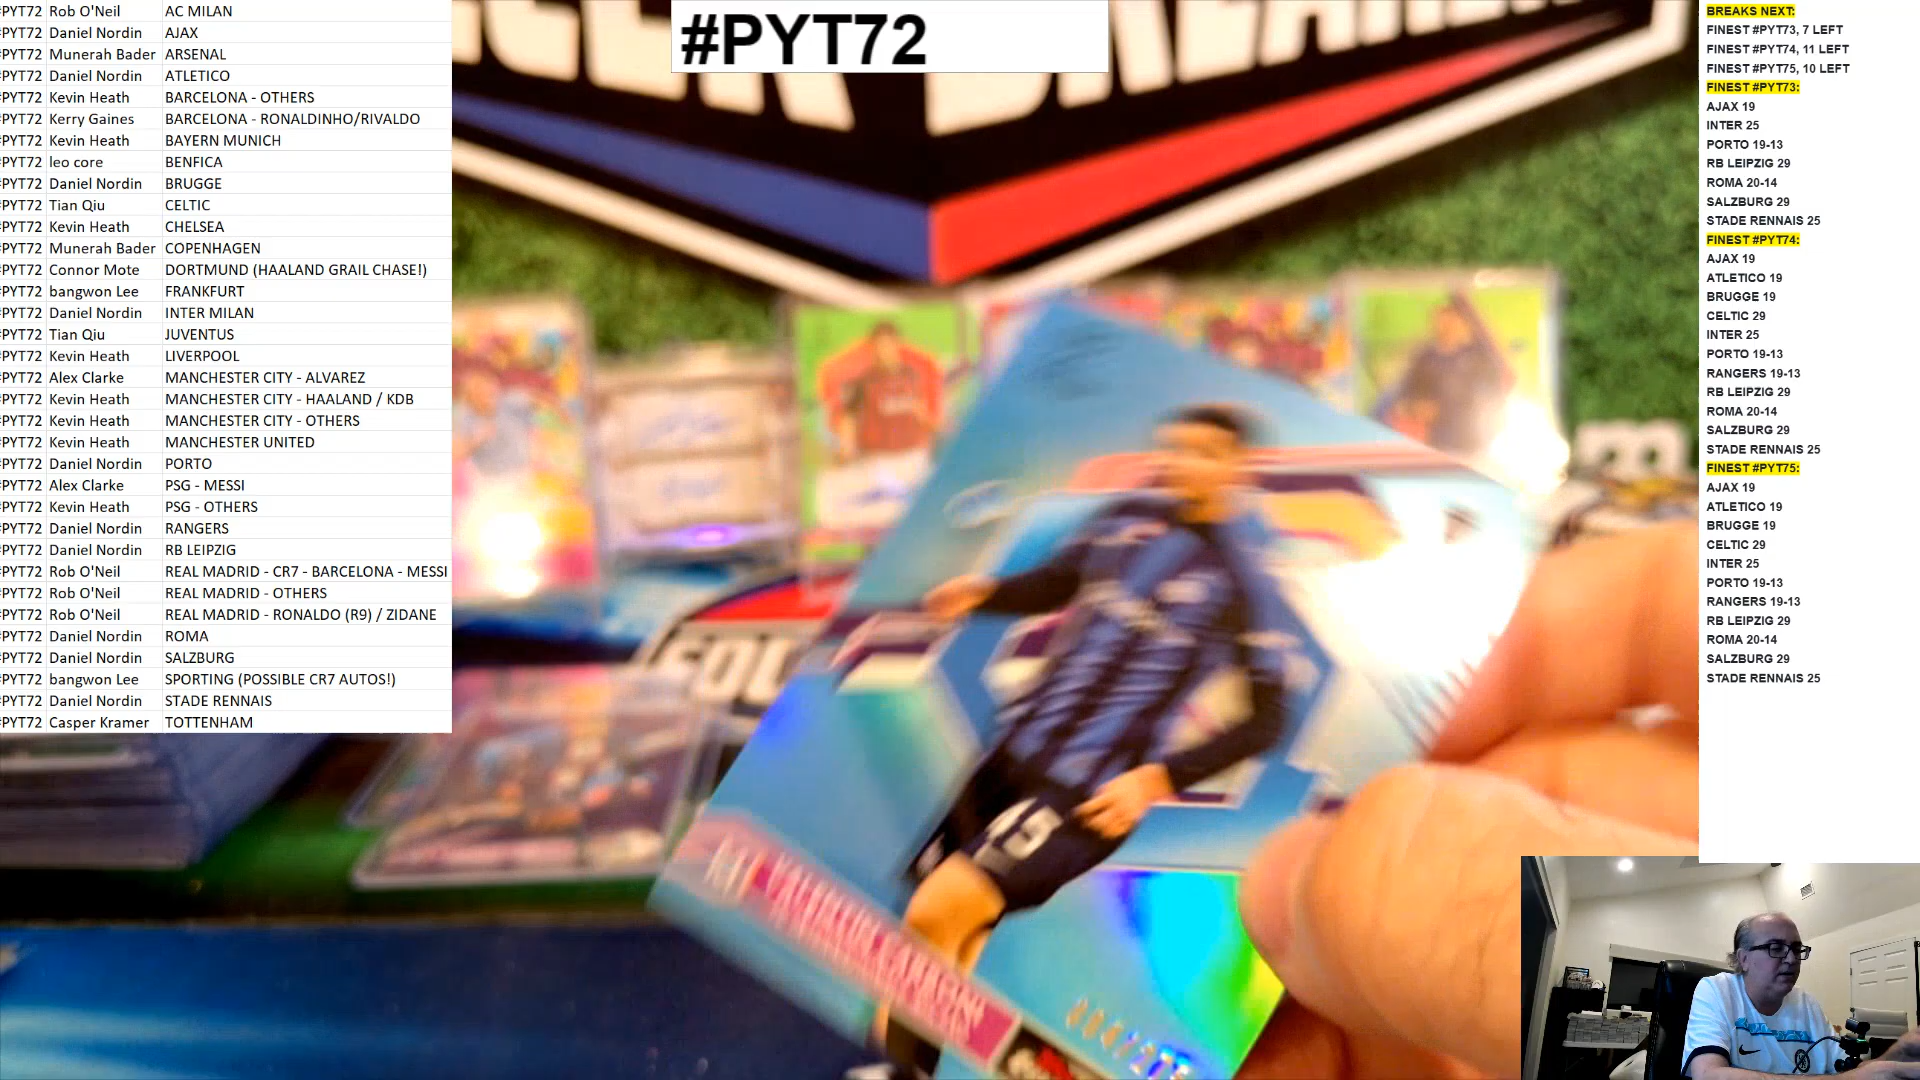 #PYT72
#PYT72 Rob O'Neil AC MILAN
#PYT72 Daniel Nordin AJAX
#PYT72 Munerah Bader ARSENAL
#PYT72 Daniel Nordin ATLETICO
#PYT72 Kevin Heath BARCELONA - OTHERS
#PYT72 Kerry Gaines BARCELONA - RONALDINHO/RIVALDO
#PYT72 Kevin Heath BAYERN MUNICH
#PYT72 leo core BENFICA
#PYT72 Daniel Nordin BRUGGE
#PYT72 Tian Qiu CELTIC
#PYT72 Kevin Heath CHELSEA
#PYT72 Munerah Bader COPENHAGEN
#PYT72 Connor Mote DORTMUND (HAALAND GRAIL CHASE!)
#PYT72 bangwon Lee FRANKFURT
#PYT72 Daniel Nordin INTER MILAN
#PYT72 Tian Qiu JUVENTUS
#PYT72 Kevin Heath LIVERPOOL
#PYT72 Alex Clarke MANCHESTER CITY - ALVAREZ
#PYT72 Kevin Heath MANCHESTER CITY - HAALAND / KDB
#PYT72 Kevin Heath MANCHESTER CITY - OTHERS
#PYT72 Kevin Heath MANCHESTER UNITED
#PYT72 Daniel Nordin PORTO
#PYT72 Alex Clarke PSG - MESSI
#PYT72 Kevin Heath PSG - OTHERS
#PYT72 Daniel Nordin RANGERS
#PYT72 Daniel Nordin RB LEIPZIG
#PYT72 Rob O'Neil REAL MADRID - CR7 - BARCELONA - MESSI
#PYT72 Rob O'Neil REAL MADRID - OTHERS
#PYT72 Rob O'Neil REAL MADRID - RONALDO (R9) / ZIDANE
#PYT72 Daniel Nordin ROMA
#PYT72 Daniel Nordin SALZBURG
#PYT72 bangwon Lee SPORTING (POSSIBLE CR7 AUTOS!)
#PYT72 Daniel Nordin STADE RENNAIS
#PYT72 Casper Kramer TOTTENHAM
BREAKS NEXT:
FINEST #PYT73, 7 LEFT
FINEST #PYT74, 11 LEFT
FINEST #PYT75, 10 LEFT
FINEST #PYT73:
AJAX 19
INTER 25
PORTO 19-13
RB LEIPZIG 29
ROMA 20-14
SALZBURG 29
STADE RENNAIS 25
FINEST #PYT74:
AJAX 19
ATLETICO 19
BRUGGE 19
CELTIC 29
INTER 25
PORTO 19-13
RANGERS 19-13
RB LEIPZIG 29
ROMA 20-14
SALZBURG 29
STADE RENNAIS 25
FINEST #PYT75:
AJAX 19
ATLETICO 19
BRUGGE 19
CELTIC 29
INTER 25
PORTO 19-13
RANGERS 19-13
RB LEIPZIG 29
ROMA 20-14
SALZBURG 29
STADE RENNAIS 25